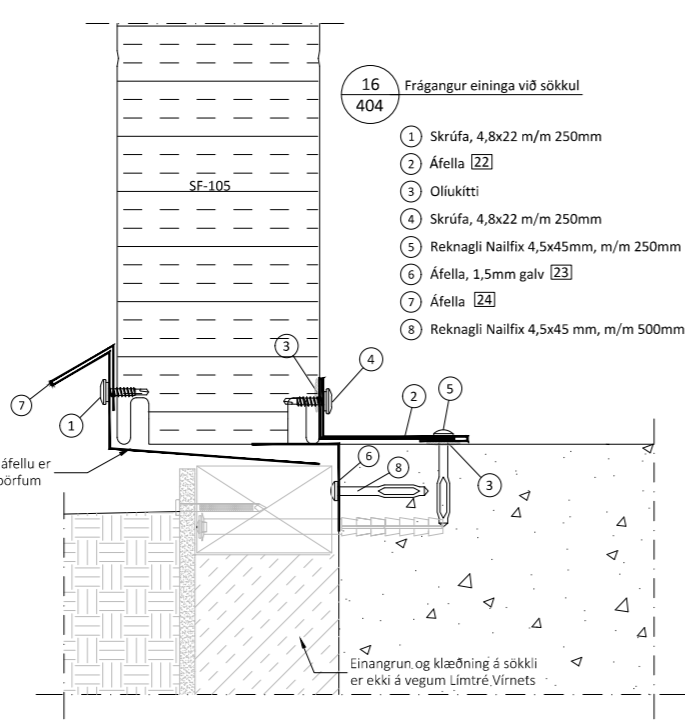 16
404
Frágangur eininga við sökkul
1 Skrúfa, 4,8x22 m/m 250mm
2 Áfella 22
3 Olíukítti
4 Skrúfa, 4,8x22 m/m 250mm
5 Reknagli Nailfix 4,5x45mm, m/m 250mm
6 Áfella, 1,5mm galv 23
7 Áfella 24
8 Reknagli Nailfix 4,5x45 mm, m/m 500mm
SF-105
3
4
7
1
2
5
áfellu er
þörfum
6
8
3
Einangrun og klæðning á sökkli
er ekki á vegum Límtré Vírnets